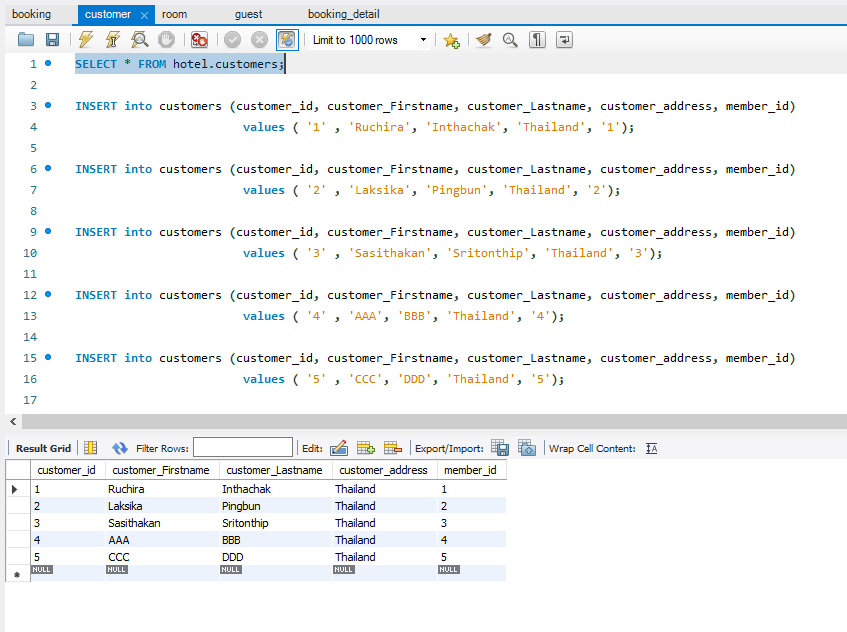 booking customer room guest booking_detail
Limit to 1000 rows
1 SELECT * FROM hotel.customers;
2
3 INSERT into customers (customer_id, customer_Firstname, customer_Lastname, customer_address, member_id)
4 values ( '1' , 'Ruchira', 'Inthachak', 'Thailand', '1');
5
6 INSERT into customers (customer_id, customer_Firstname, customer_Lastname, customer_address, member_id)
7 values ( '2' , 'Laksika', 'Pingbun', 'Thailand', '2');
8
9 INSERT into customers (customer_id, customer_Firstname, customer_Lastname, customer_address, member_id)
10 values ( '3' , 'Sasithakan', 'Sritonthip', 'Thailand', '3');
11
12 INSERT into customers (customer_id, customer_Firstname, customer_Lastname, customer_address, member_id)
13 values ( '4' , 'AAA', 'BBB', 'Thailand', '4');
14
15 INSERT into customers (customer_id, customer_Firstname, customer_Lastname, customer_address, member_id)
16 values ( '5' , 'CCC', 'DDD', 'Thailand', '5');
17
Result Grid Filter Rows: Edit: Export/Import: Wrap Cell Content:
customer_id customer_Firstname customer_Lastname customer_address member_id
1 Ruchira Inthachak Thailand 1
2 Laksika Pingbun Thailand 2
3 Sasithakan Sritonthip Thailand 3
4 AAA BBB Thailand 4
5 CCC DDD Thailand 5
NULL NULL NULL NULL NULL